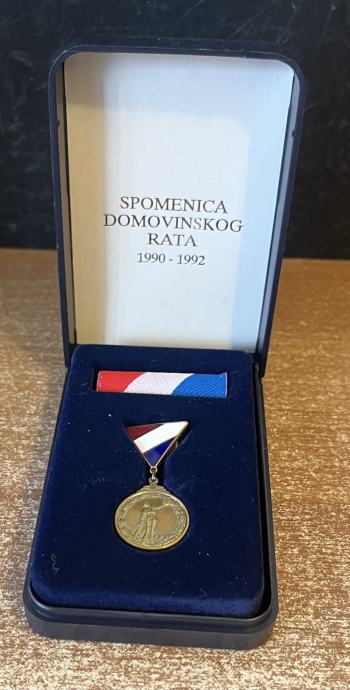 SPOMENICA
DOMOVINSKOG
RATA
1990 - 1992